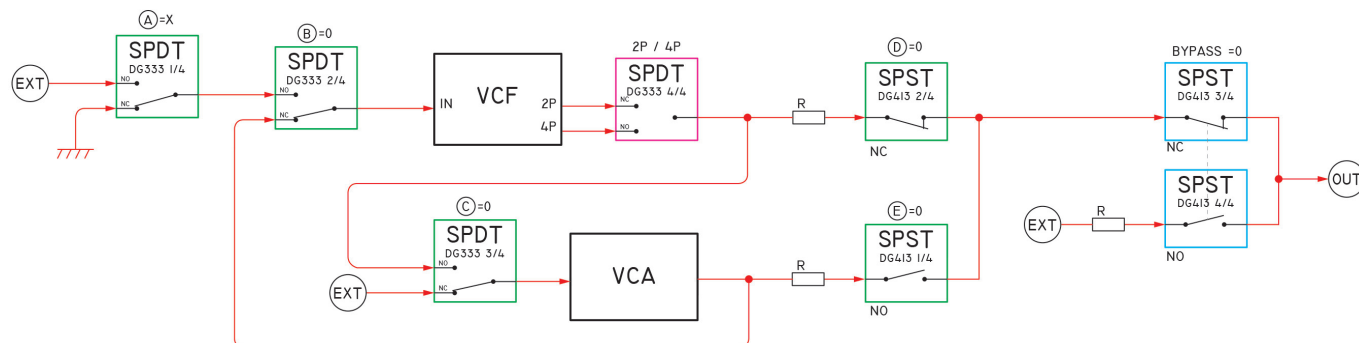 Ⓐ=X
SPDT
DG333 1/4
EXT
NO
NC
Ⓑ=0
SPDT
DG333 2/4
NO
NC
IN
VCF
2P
4P
2P / 4P
SPDT
DG333 4/4
NC
NO
R
Ⓓ=0
SPST
DG413 2/4
NC
BYPASS =0
SPST
DG413 3/4
NC
SPST
DG413 4/4
NO
EXT
R
OUT
Ⓒ=0
SPDT
DG333 3/4
NO
NC
EXT
VCA
R
Ⓔ=0
SPST
DG413 1/4
NO